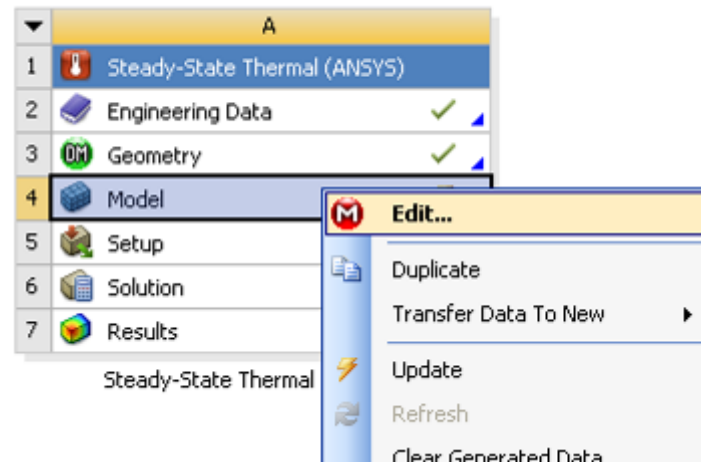 A
1 Steady-State Thermal (ANSYS)
2 Engineering Data
3 DM Geometry
4 Model
M Edit...
5 Setup
Duplicate
6 Solution
Transfer Data To New
7 Results
Steady-State Thermal
Update
Refresh
Clear Generated Data